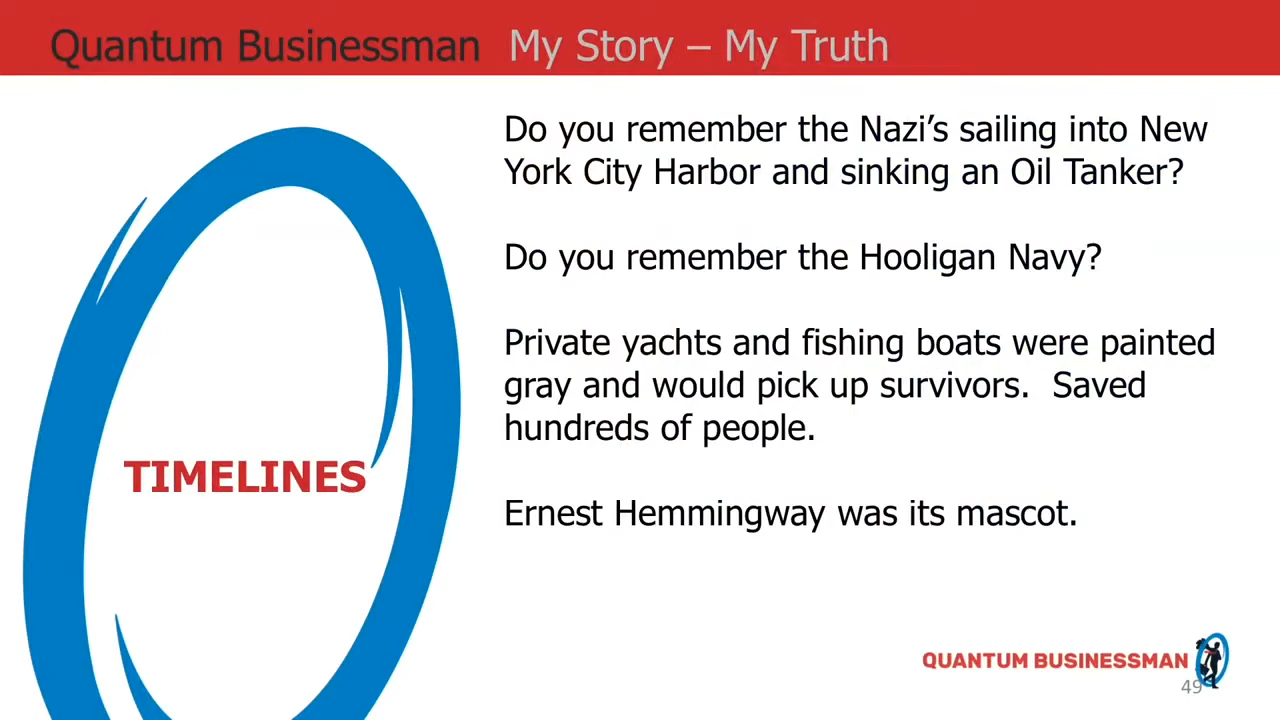 Quantum Businessman My Story – My Truth
Do you remember the Nazi’s sailing into New
York City Harbor and sinking an Oil Tanker?
Do you remember the Hooligan Navy?
Private yachts and fishing boats were painted
gray and would pick up survivors.  Saved
hundreds of people.
TIMELINES
Ernest Hemmingway was its mascot.
QUANTUM BUSINESSMAN
49